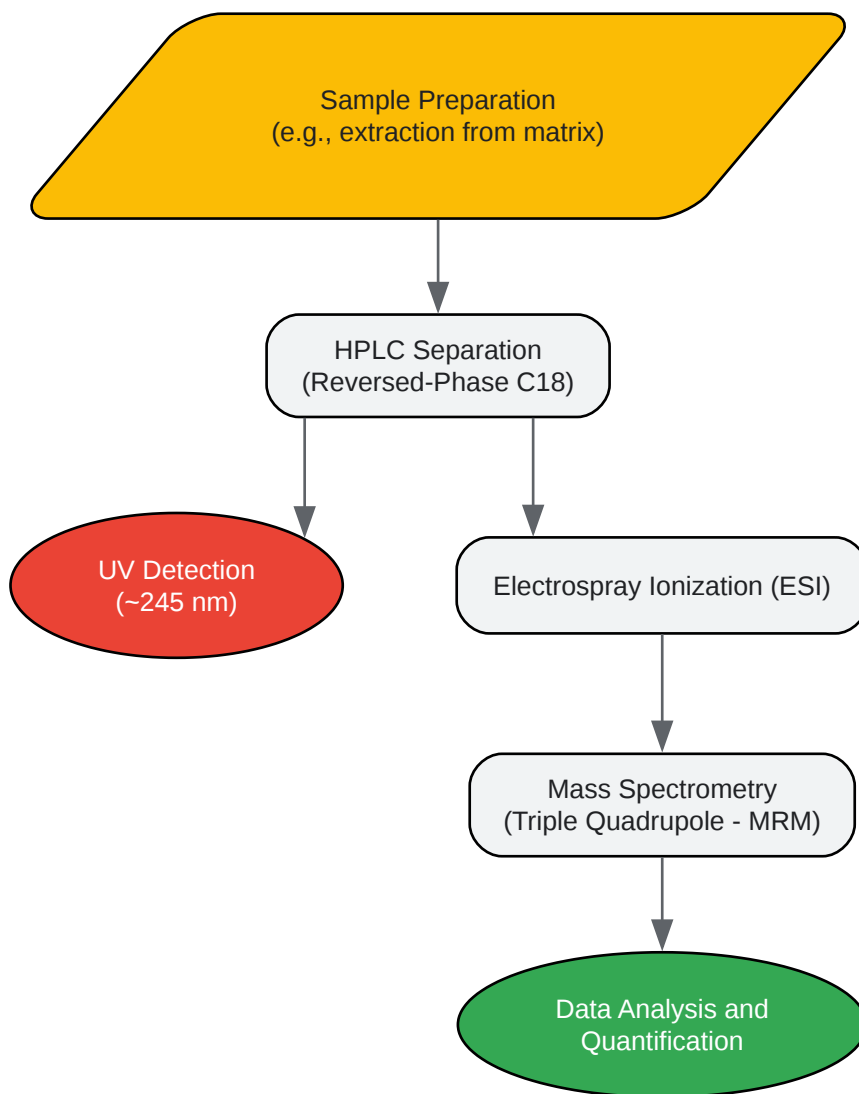 Sample Preparation
(e.g., extraction from matrix)
HPLC Separation
(Reversed-Phase C18)
UV Detection
(~245 nm)
Electrospray Ionization (ESI)
Mass Spectrometry
(Triple Quadrupole - MRM)
Data Analysis and
Quantification